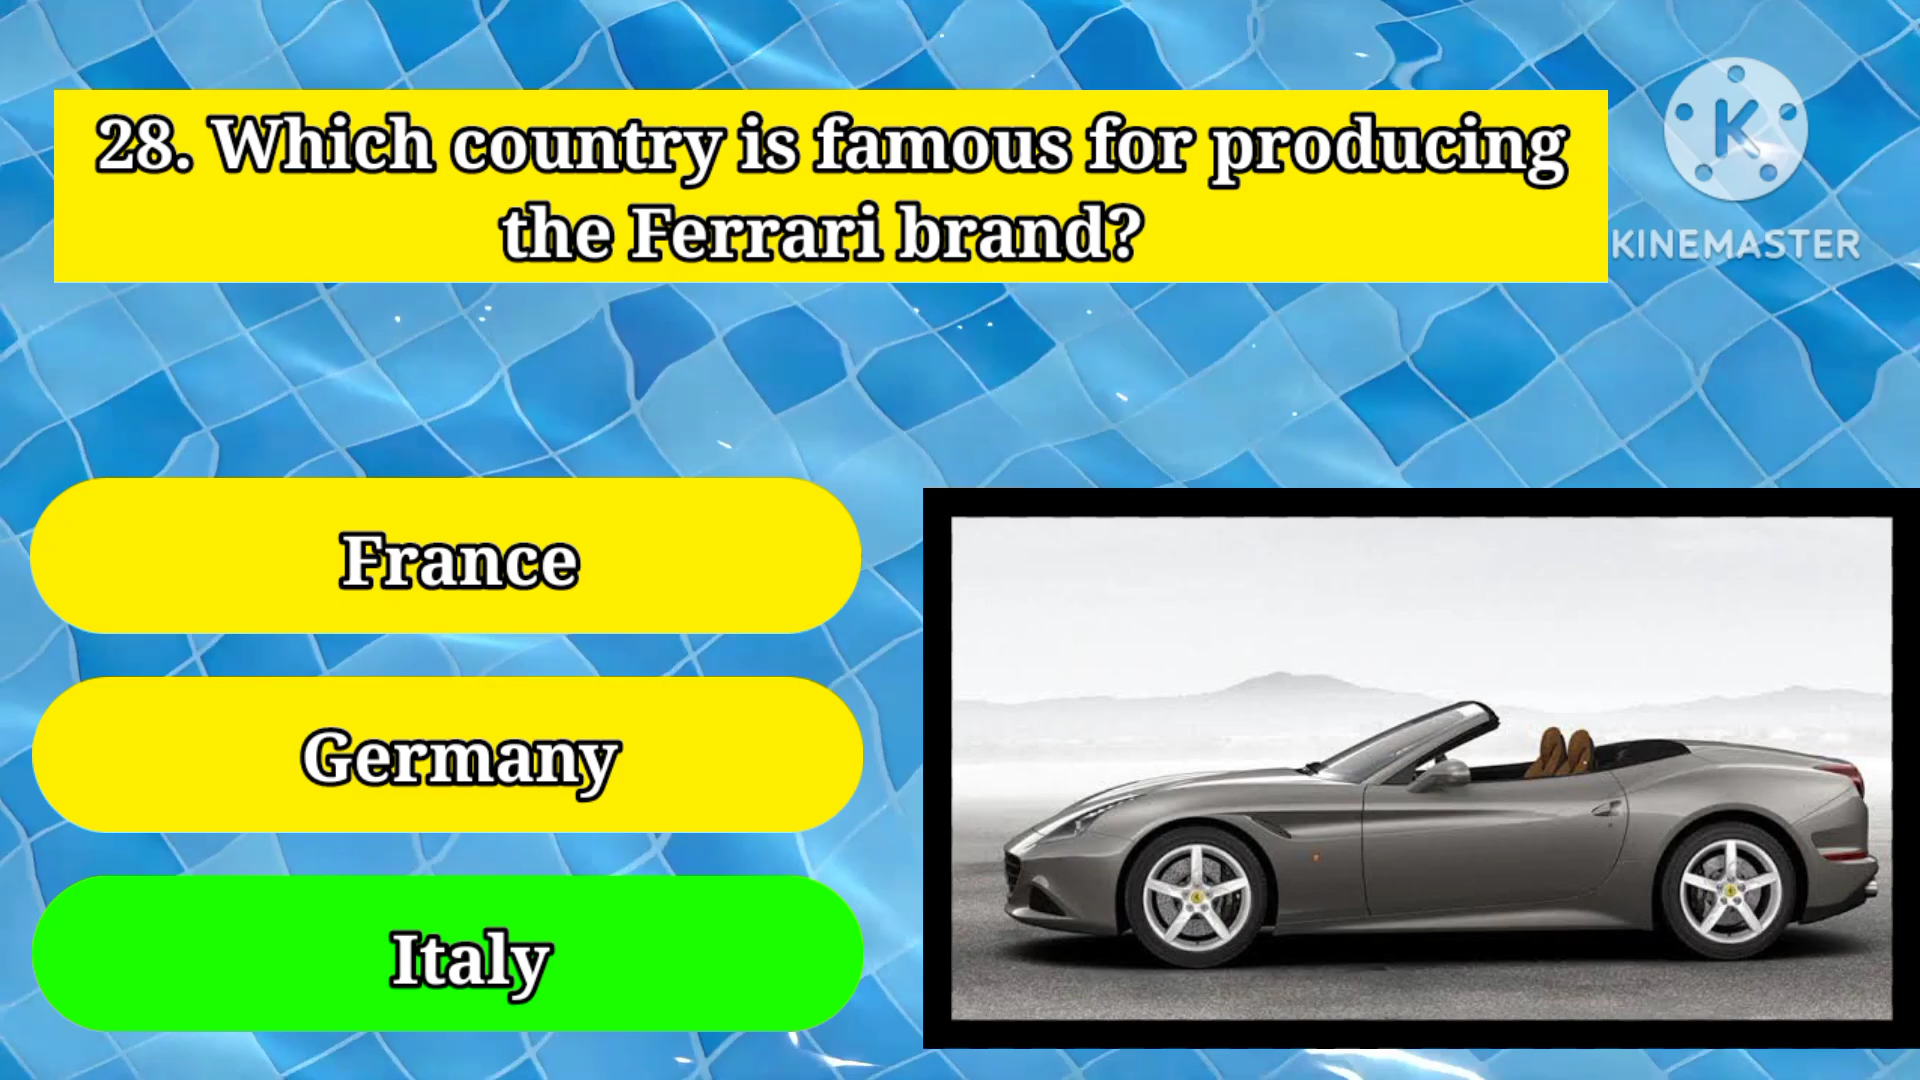 28. Which country is famous for producing
the Ferrari brand?
K
KINEMASTER
France
Germany
Italy